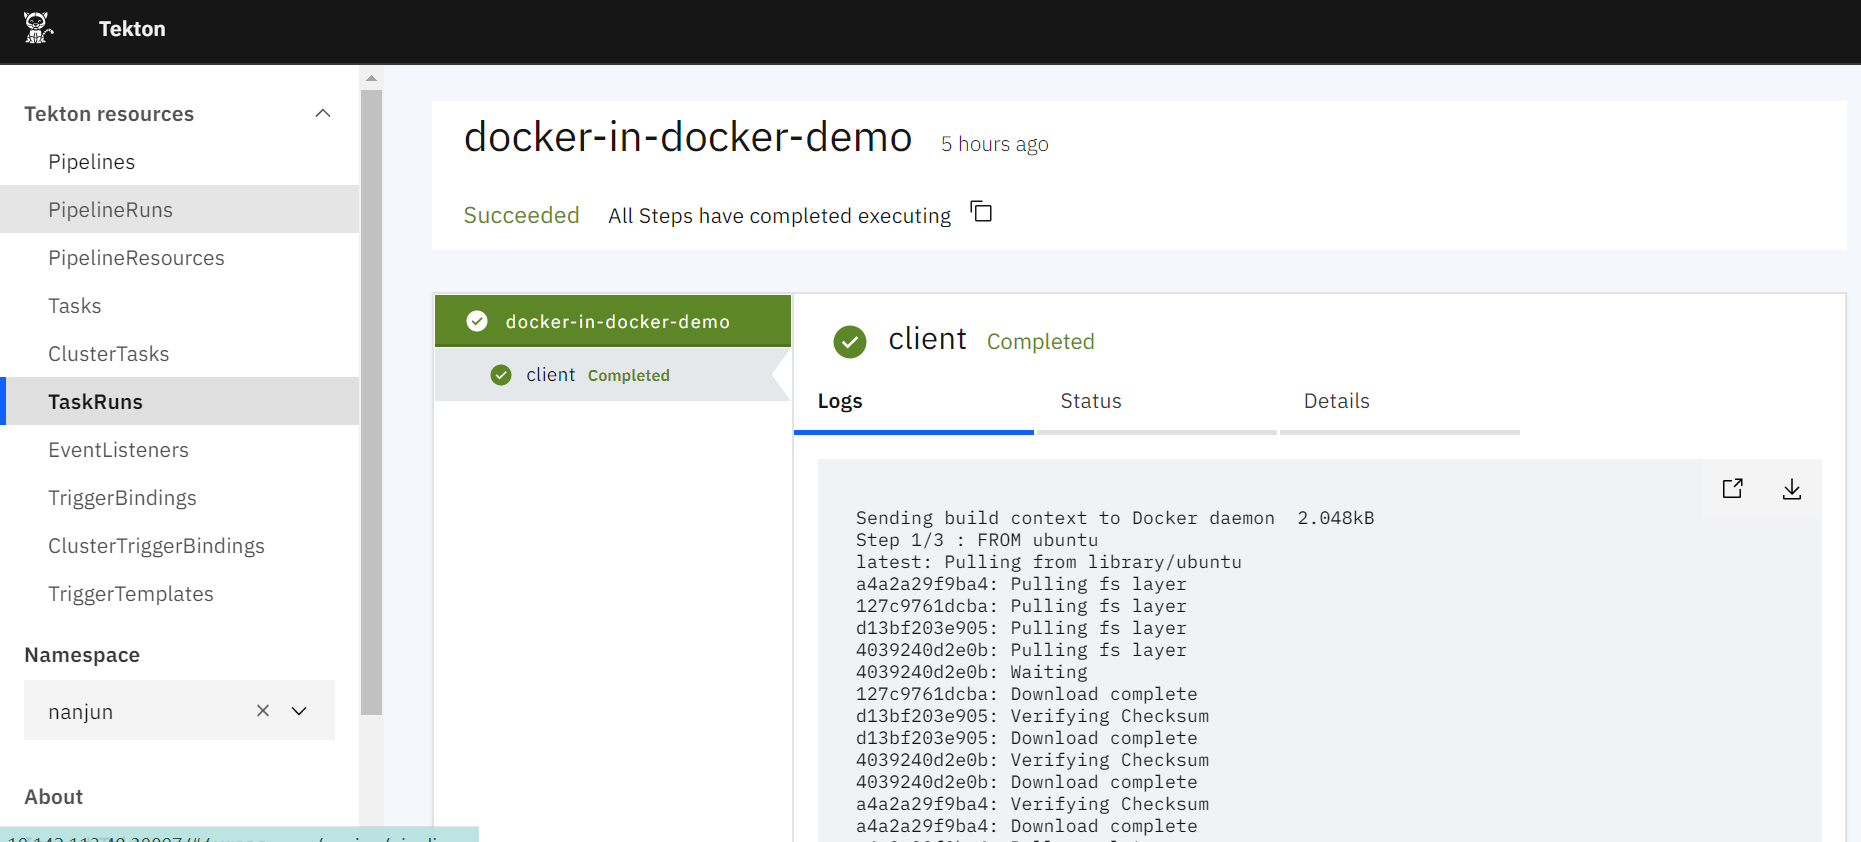 Tekton
Tekton resources
Pipelines
PipelineRuns
PipelineResources
Tasks
ClusterTasks
TaskRuns
EventListeners
TriggerBindings
ClusterTriggerBindings
TriggerTemplates
Namespace
nanjun
About
docker-in-docker-demo 5 hours ago
Succeeded All Steps have completed executing
docker-in-docker-demo
client Completed
client Completed
Logs Status Details
Sending build context to Docker daemon  2.048kB
Step 1/3 : FROM ubuntu
latest: Pulling from library/ubuntu
a4a2a29f9ba4: Pulling fs layer
127c9761dcba: Pulling fs layer
d13bf203e905: Pulling fs layer
4039240d2e0b: Pulling fs layer
4039240d2e0b: Waiting
127c9761dcba: Download complete
d13bf203e905: Verifying Checksum
d13bf203e905: Download complete
4039240d2e0b: Verifying Checksum
4039240d2e0b: Download complete
a4a2a29f9ba4: Verifying Checksum
a4a2a29f9ba4: Download complete